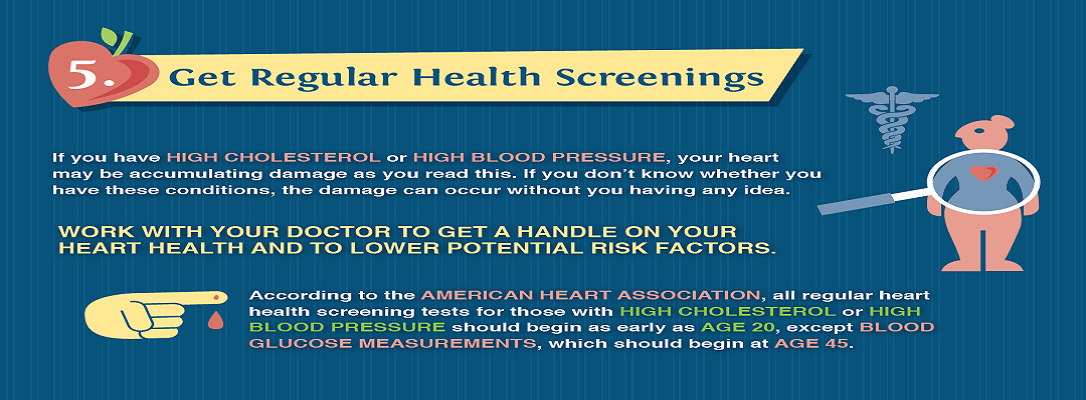 5. Get Regular Health Screenings
If you have HIGH CHOLESTEROL or HIGH BLOOD PRESSURE, your heart
may be accumulating damage as you read this. If you don't know whether you
have these conditions, the damage can occur without you having any idea.
WORK WITH YOUR DOCTOR TO GET A HANDLE ON YOUR
HEART HEALTH AND TO LOWER POTENTIAL RISK FACTORS.
According to the AMERICAN HEART ASSOCIATION, all regular heart
health screening tests for those with HIGH CHOLESTEROL or HIGH
BLOOD PRESSURE should begin as early as AGE 20, except BLOOD
GLUCOSE MEASUREMENTS, which should begin at AGE 45.